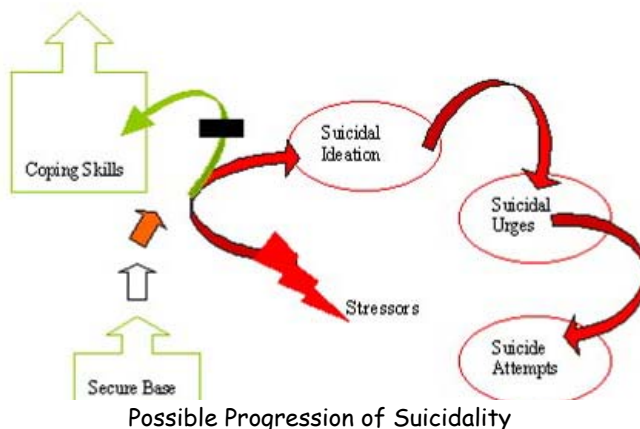 Suicidal
Ideation
Coping Skills
Suicidal
Urges
Stressors
Suicide
Attempts
Secure Base
Possible Progression of Suicidality